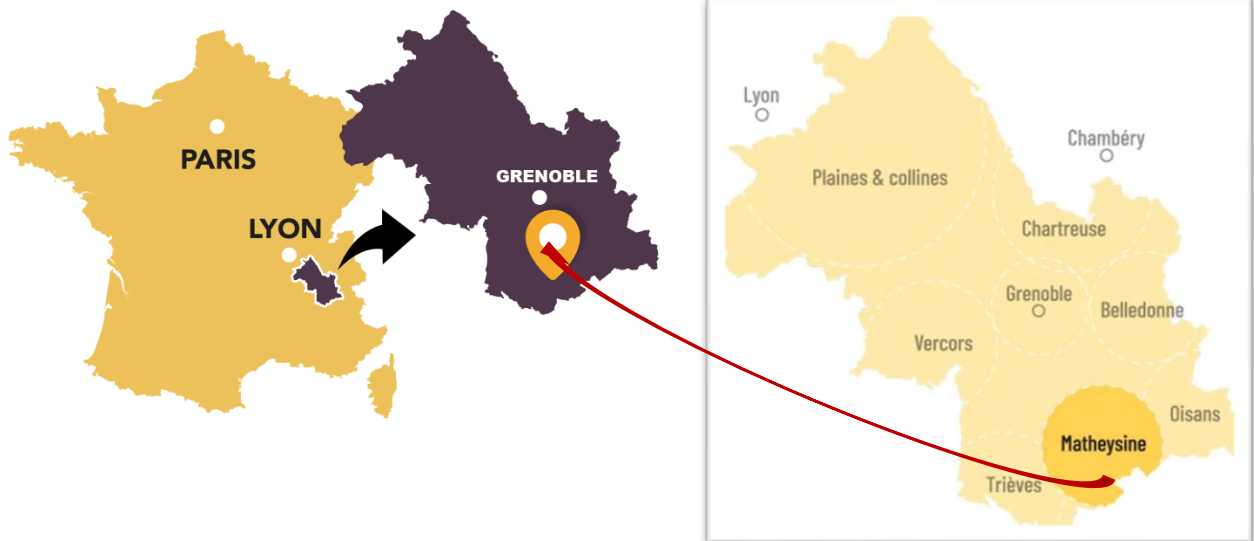 PARIS
LYON
GRENOBLE
Lyon
Chambéry
Plaines & collines
Chartreuse
Grenoble
Belledonne
Vercors
Oisans
Matheysine
Trièves